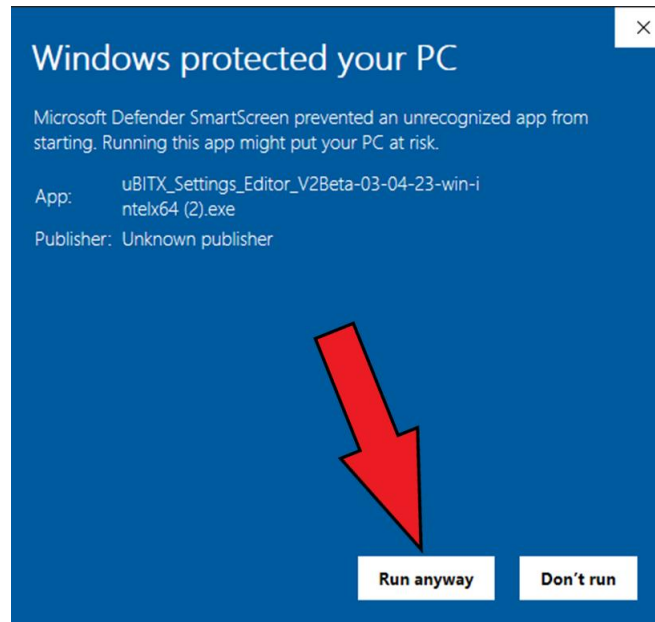 Windows protected your PC
Microsoft Defender SmartScreen prevented an unrecognized app from
starting. Running this app might put your PC at risk.
App: uBITX_Settings_Editor_V2Beta-03-04-23-win-i
ntelx64 (2).exe
Publisher: Unknown publisher
Run anyway Don't run